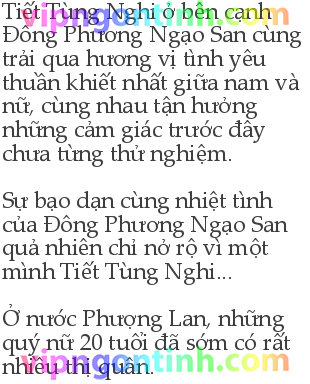 Tiết Tùng Nghi ở bên cạnh
vipngontinh.com
Đông Phương Ngạo San cùng
trải qua hương vị tình yêu
thuần khiết nhất giữa nam và
nữ, cùng nhau tận hưởng
những cảm giác trước đây
chưa từng thử nghiệm.
Sự bạo dạn cùng nhiệt tình
của Đông Phương Ngạo San
quả nhiên chỉ nở rộ vì một
mình Tiết Tùng Nghi...
Ở nước Phượng Lan, những
quý nữ 20 tuổi đã sớm có rất
nhiều thị quân.
vipngontinh.com